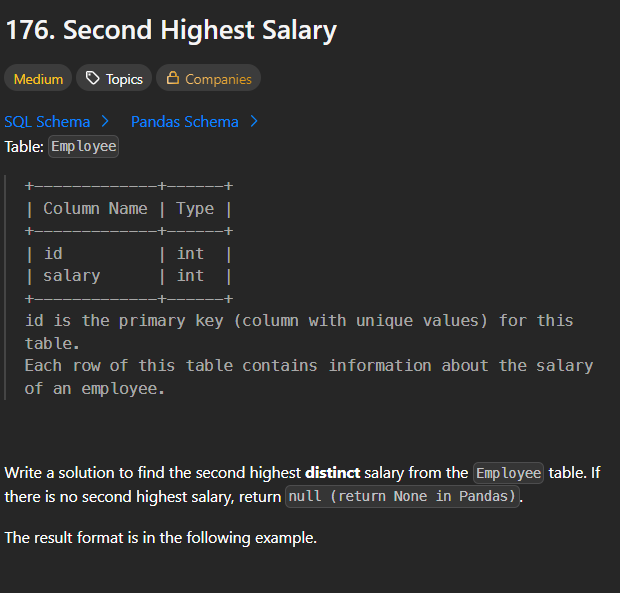 176. Second Highest Salary
Medium Topics Companies
SQL Schema > Pandas Schema >
Table: Employee
+-------------+------+
| Column Name | Type |
+-------------+------+
| id          | int  |
| salary      | int  |
+-------------+------+
id is the primary key (column with unique values) for this
table.
Each row of this table contains information about the salary
of an employee.
Write a solution to find the second highest distinct salary from the Employee table. If
there is no second highest salary, return null (return None in Pandas).
The result format is in the following example.